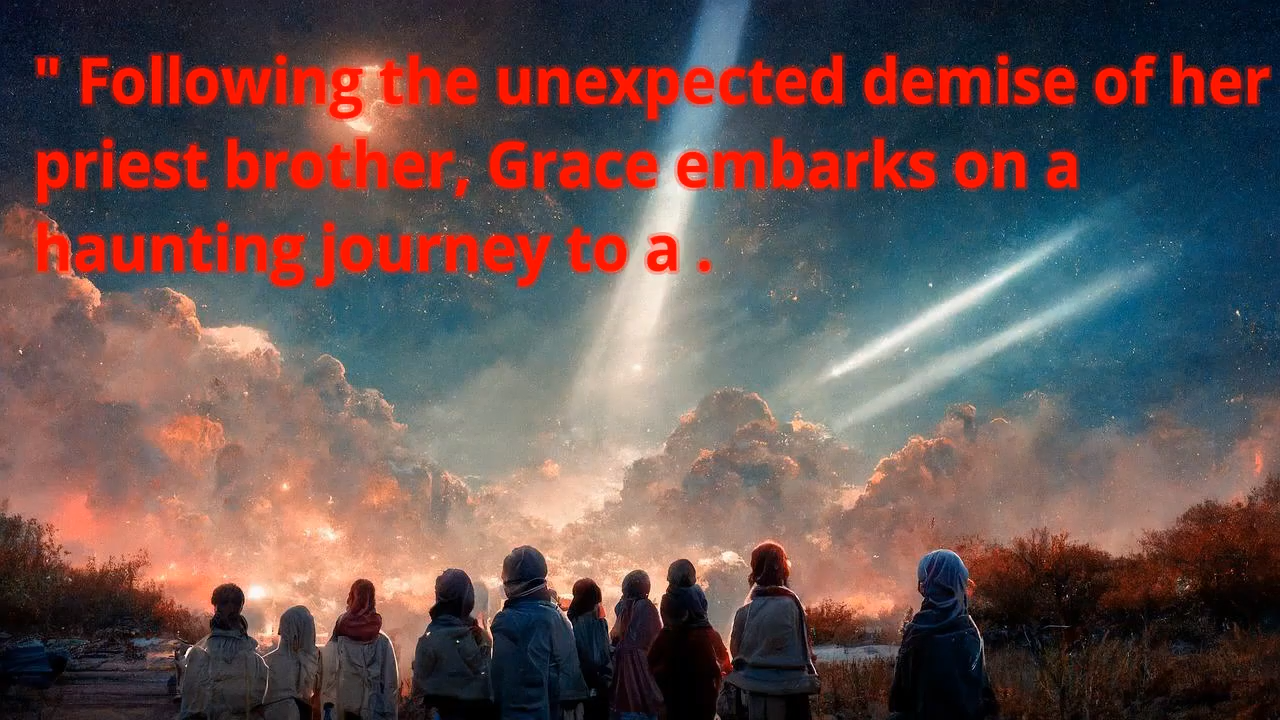 " Following the unexpected demise of her
priest brother, Grace embarks on a
haunting journey to a .